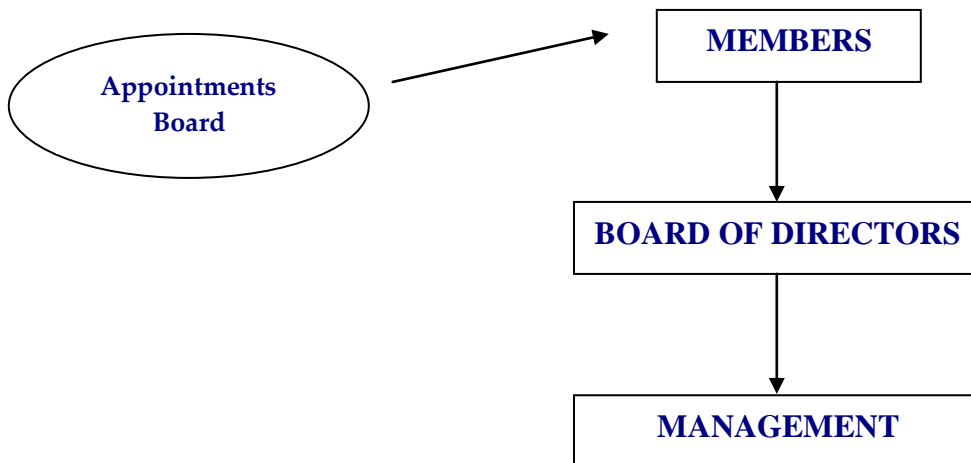 MEMBERS
Appointments
Board
BOARD OF DIRECTORS
MANAGEMENT